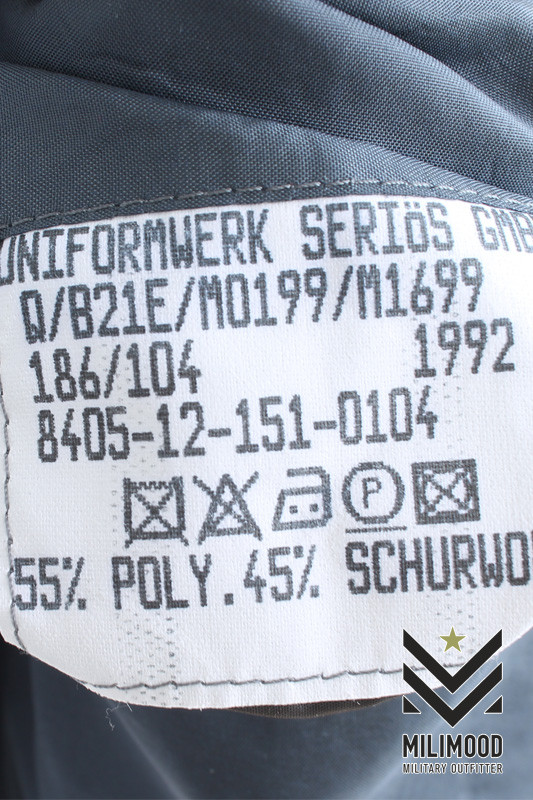 UNIFORMWERK SERIöS GMB
Q/B21E/M0199/M1699
186/104 1992
8405-12-151-0104
P
55% POLY.45% SCHURWO
MILIMOOD
MILITARY OUTFITTER